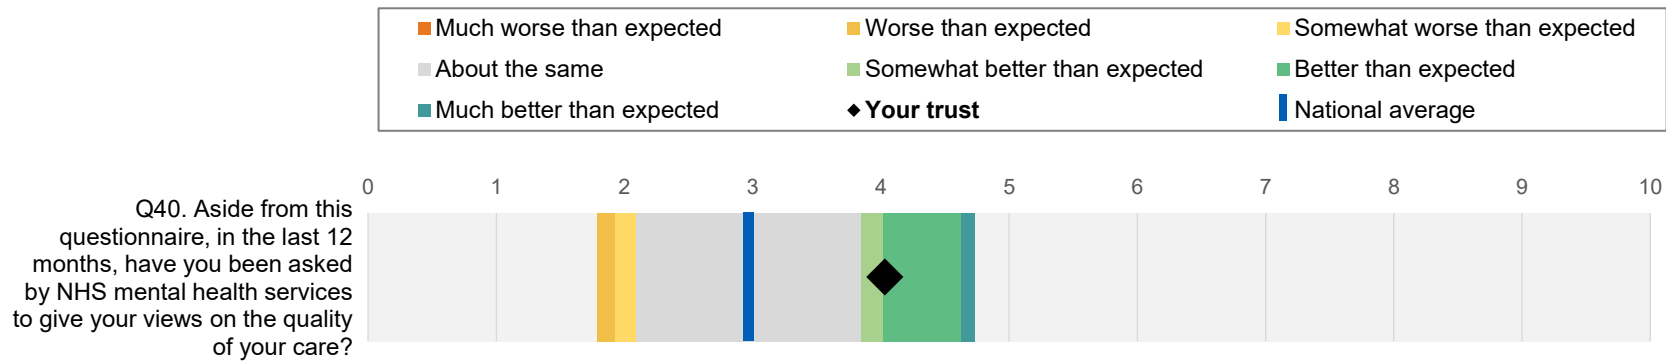 Much worse than expected
Worse than expected
Somewhat worse than expected
About the same
Somewhat better than expected
Better than expected
Much better than expected
Your trust
National average
0 1 2 3 4 5 6 7 8 9 10
Q40. Aside from this
questionnaire, in the last 12
months, have you been asked
by NHS mental health services
to give your views on the quality
of your care?